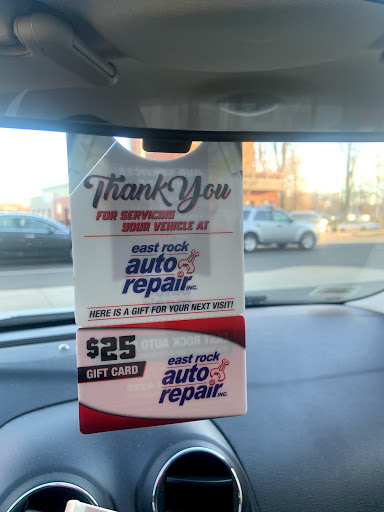 Thank You
FOR SERVICING
YOUR VEHICLE AT
east rock
auto
repair INC.
HERE IS A GIFT FOR YOUR NEXT VISIT!
$25
GIFT CARD
east rock
auto
repair INC.